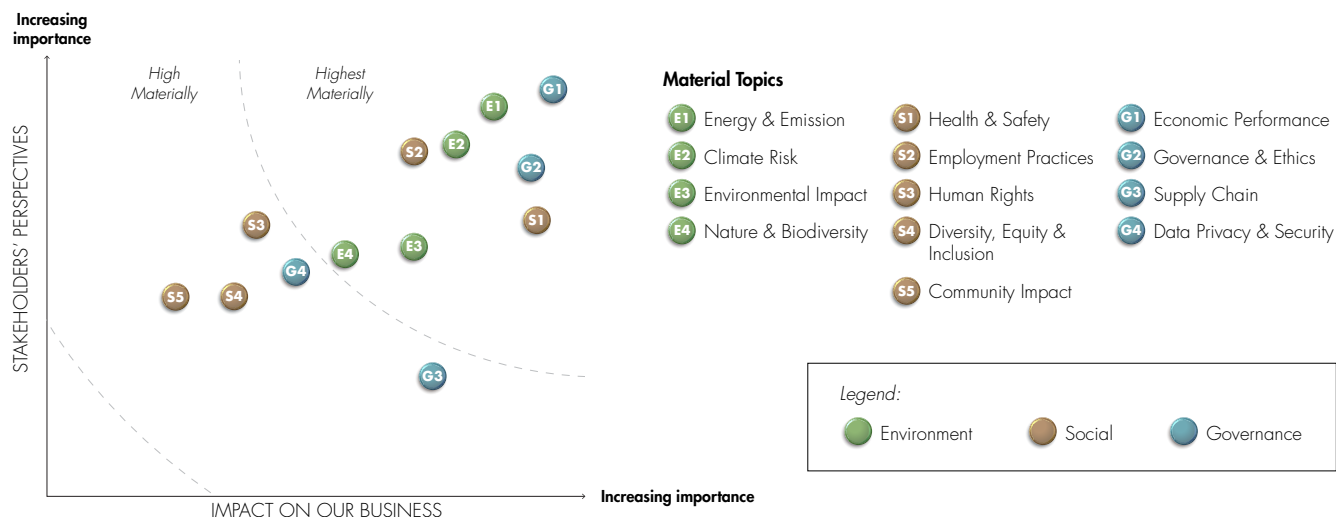 Increasing
importance
High
Materially
Highest
Materially
G1
E1
S2
E2
G2
S1
S3
E3
E4
G4
S5
S4
G3
STAKEHOLDERS' PERSPECTIVES
IMPACT ON OUR BUSINESS
Increasing importance
Material Topics
E1 Energy & Emission
E2 Climate Risk
E3 Environmental Impact
E4 Nature & Biodiversity
S1 Health & Safety
S2 Employment Practices
S3 Human Rights
S4 Diversity, Equity &
Inclusion
S5 Community Impact
G1 Economic Performance
G2 Governance & Ethics
G3 Supply Chain
G4 Data Privacy & Security
Legend:
Environment
Social
Governance